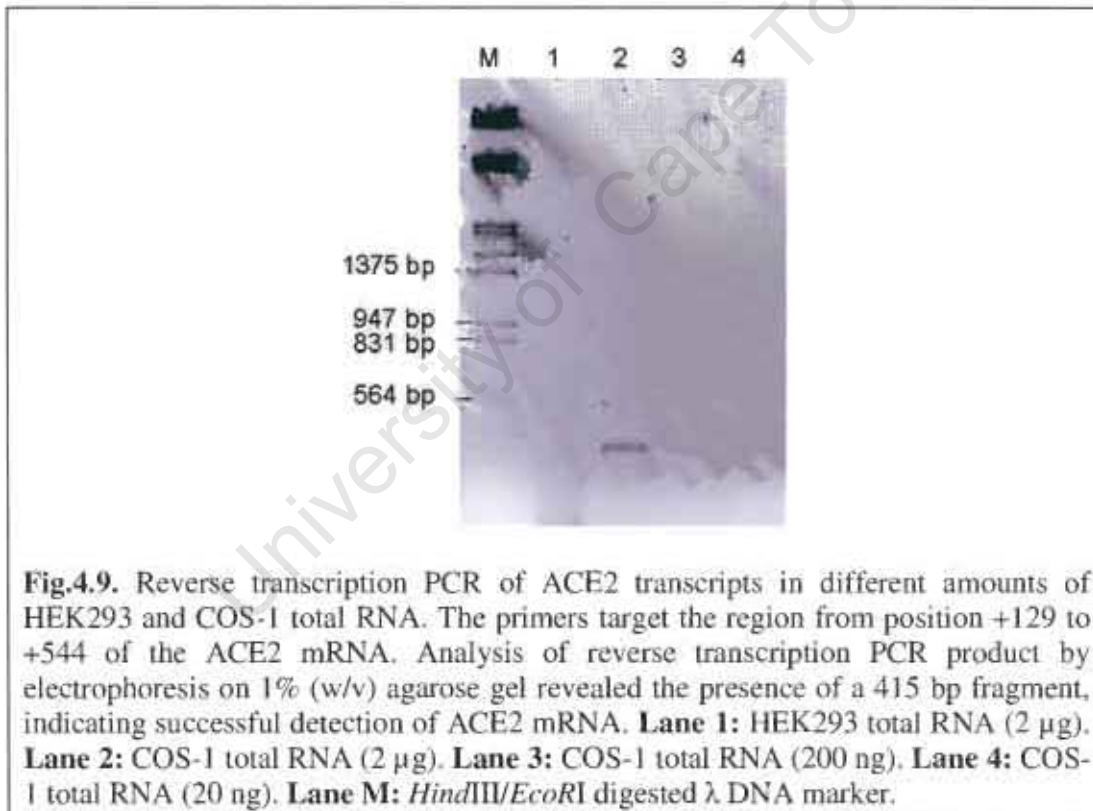 M 1 2 3 4
1375 bp
947 bp
831 bp
564 bp
University of Cape To
Fig.4.9. Reverse transcription PCR of ACE2 transcripts in different amounts of
HEK293 and COS-1 total RNA. The primers target the region from position +129 to
+544 of the ACE2 mRNA. Analysis of reverse transcription PCR product by
electrophoresis on 1% (w/v) agarose gel revealed the presence of a 415 bp fragment,
indicating successful detection of ACE2 mRNA. Lane 1: HEK293 total RNA (2 µg).
Lane 2: COS-1 total RNA (2 µg). Lane 3: COS-1 total RNA (200 ng). Lane 4: COS-
1 total RNA (20 ng). Lane M: HindIII/EcoRI digested λ DNA marker.